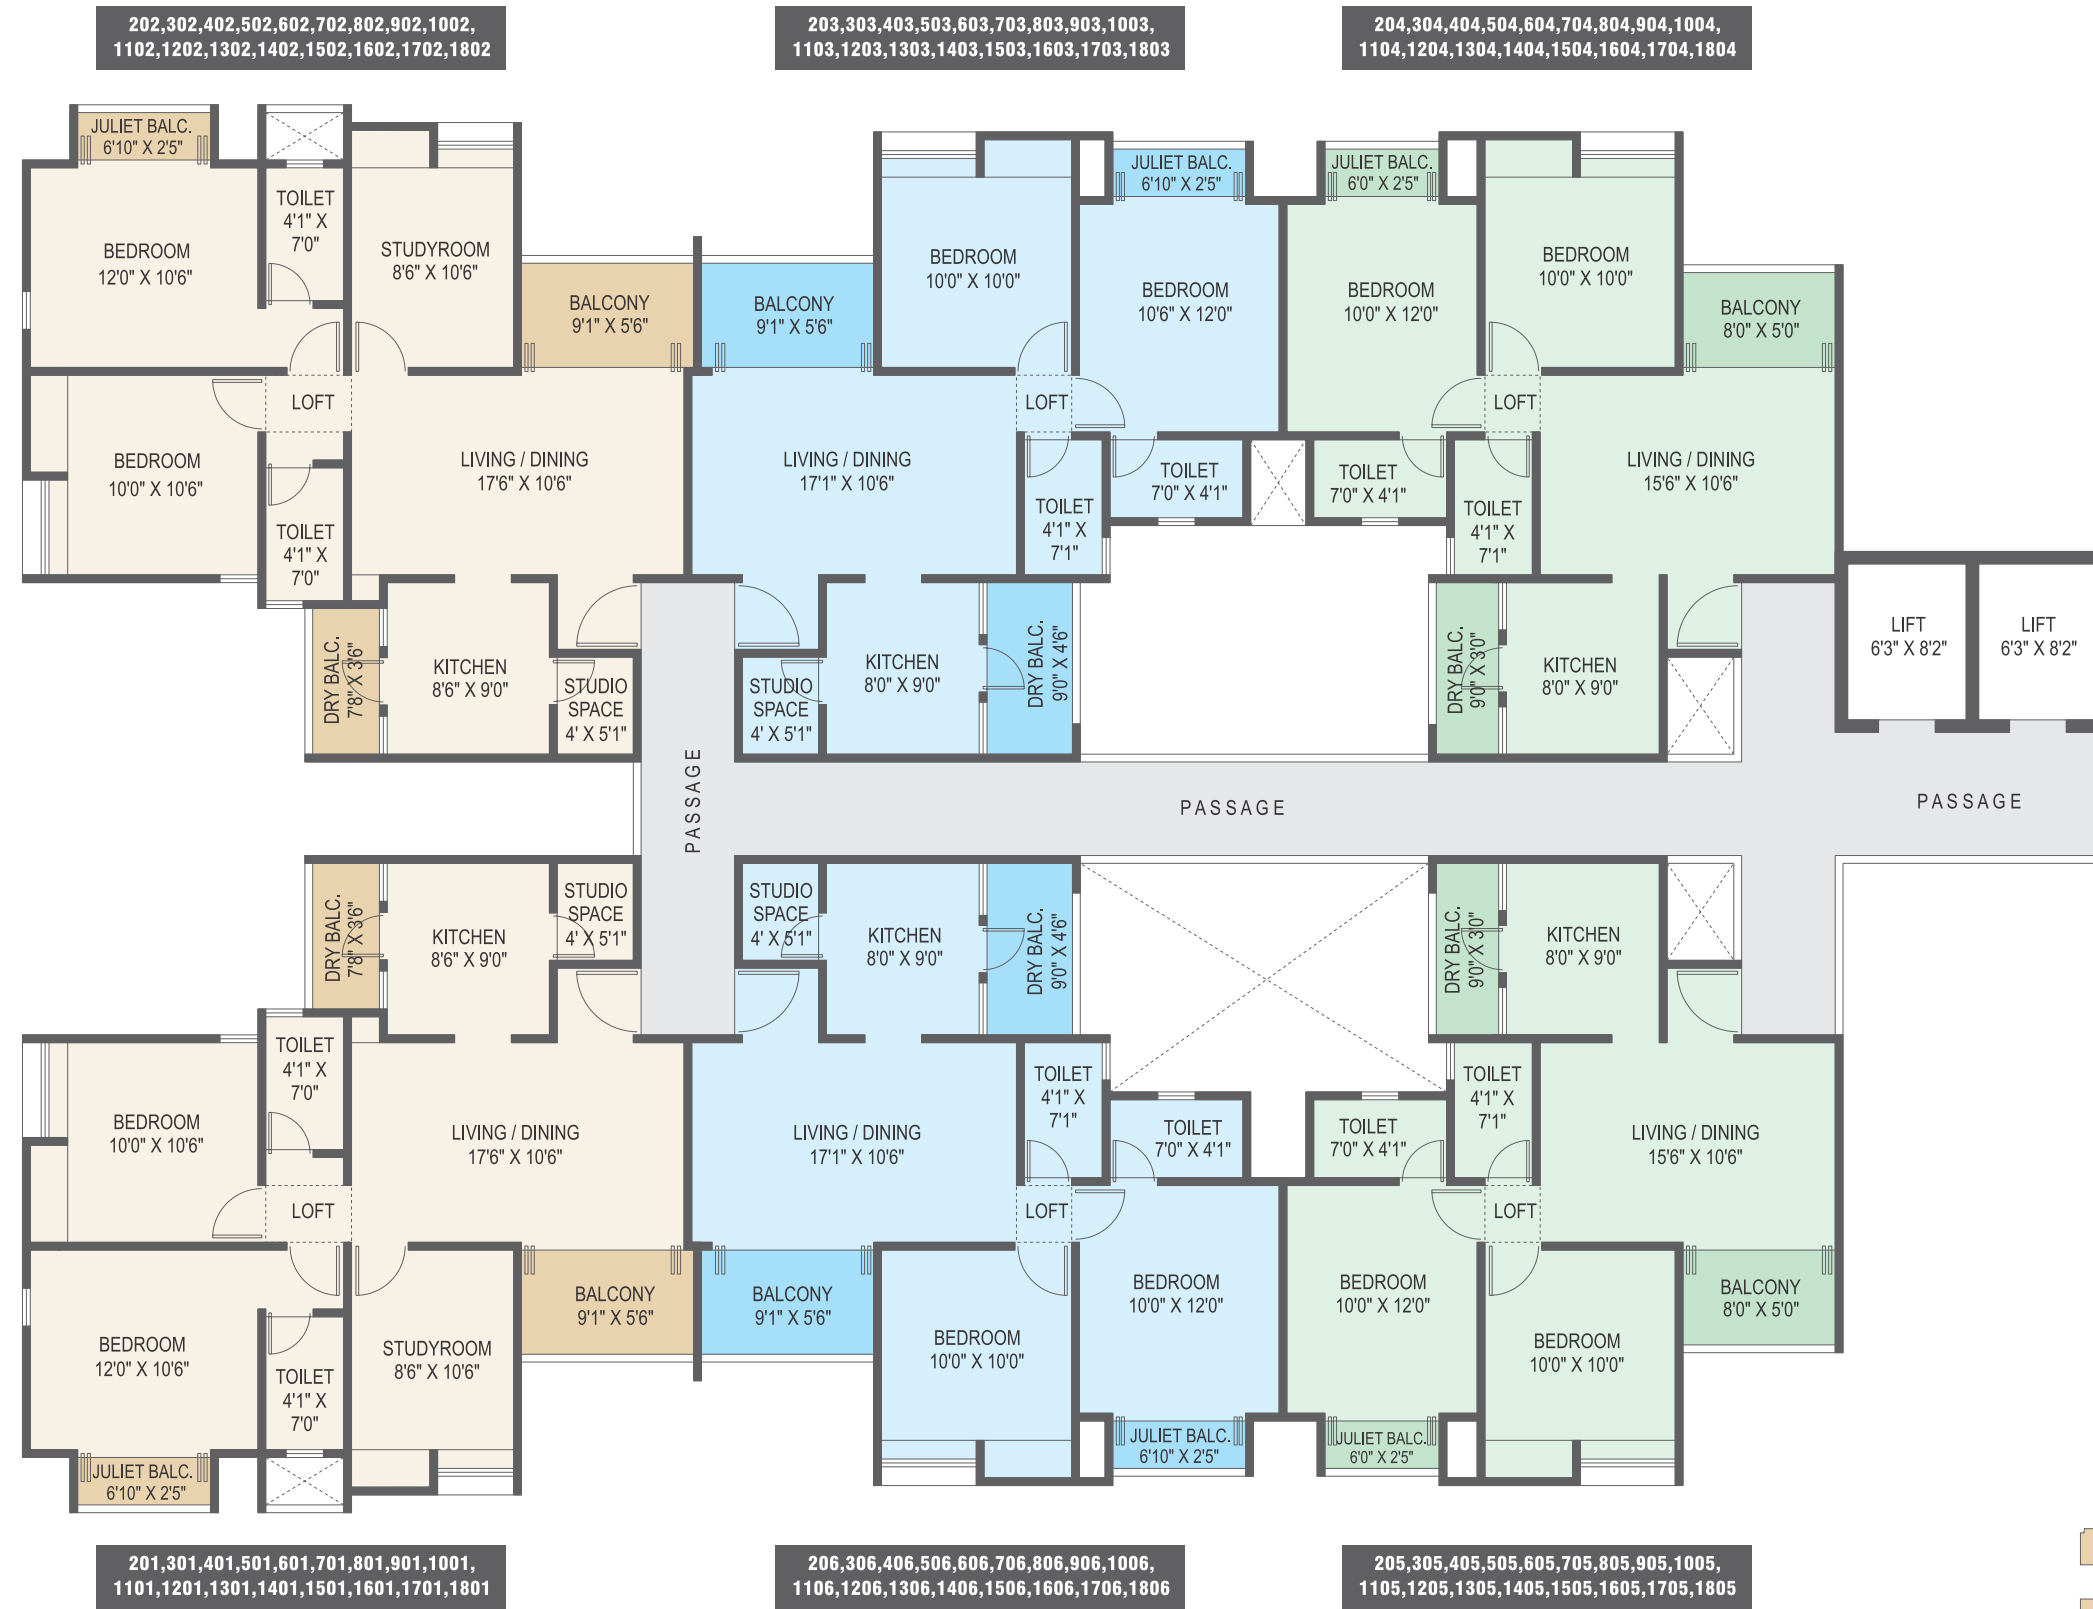 202,302,402,502,602,702,802,902,1002,
1102,1202,1302,1402,1502,1602,1702,1802
203,303,403,503,603,703,803,903,1003,
1103,1203,1303,1403,1503,1603,1703,1803
204,304,404,504,604,704,804,904,1004,
1104,1204,1304,1404,1504,1604,1704,1804
JULIET BALC.
6'10" X 2'5"
TOILET
4'1" X
7'0"
BEDROOM
12'0" X 10'6"
STUDYROOM
8'6" X 10'6"
BALCONY
9'1" X 5'6"
BALCONY
9'1" X 5'6"
BEDROOM
10'0" X 10'0"
JULIET BALC.
6'10" X 2'5"
BEDROOM
10'6" X 12'0"
JULIET BALC.
6'0" X 2'5"
BEDROOM
10'0" X 12'0"
BEDROOM
10'0" X 10'0"
BALCONY
8'0" X 5'0"
LOFT
LOFT
LOFT
BEDROOM
10'0" X 10'6"
LIVING / DINING
17'6" X 10'6"
LIVING / DINING
17'1" X 10'6"
TOILET
7'0" X 4'1"
TOILET
7'0" X 4'1"
LIVING / DINING
15'6" X 10'6"
TOILET
4'1" X
7'0"
TOILET
4'1" X
7'1"
TOILET
4'1" X
7'1"
DRY BALC.
7'8" X 3'6"
KITCHEN
8'6" X 9'0"
STUDIO
SPACE
4' X 5'1"
STUDIO
SPACE
4' X 5'1"
KITCHEN
8'0" X 9'0"
DRY BALC.
9'0" X 4'6"
DRY BALC.
9'0" X 3'0"
KITCHEN
8'0" X 9'0"
LIFT
6'3" X 8'2"
LIFT
6'3" X 8'2"
PASSAGE
PASSAGE
PASSAGE
DRY BALC.
7'8" X 3'6"
KITCHEN
8'6" X 9'0"
STUDIO
SPACE
4' X 5'1"
STUDIO
SPACE
4' X 5'1"
KITCHEN
8'0" X 9'0"
DRY BALC.
9'0" X 4'6"
DRY BALC.
9'0" X 3'0"
KITCHEN
8'0" X 9'0"
TOILET
4'1" X
7'0"
TOILET
4'1" X
7'1"
TOILET
4'1" X
7'1"
BEDROOM
10'0" X 10'6"
LIVING / DINING
17'6" X 10'6"
LIVING / DINING
17'1" X 10'6"
TOILET
7'0" X 4'1"
TOILET
7'0" X 4'1"
LIVING / DINING
15'6" X 10'6"
LOFT
LOFT
LOFT
BEDROOM
12'0" X 10'6"
TOILET
4'1" X
7'0"
STUDYROOM
8'6" X 10'6"
BALCONY
9'1" X 5'6"
BALCONY
9'1" X 5'6"
BEDROOM
10'0" X 10'0"
BEDROOM
10'0" X 12'0"
BEDROOM
10'0" X 12'0"
BEDROOM
10'0" X 10'0"
BALCONY
8'0" X 5'0"
JULIET BALC.
6'10" X 2'5"
JULIET BALC.
6'10" X 2'5"
JULIET BALC.
6'0" X 2'5"
201,301,401,501,601,701,801,901,1001,
1101,1201,1301,1401,1501,1601,1701,1801
206,306,406,506,606,706,806,906,1006,
1106,1206,1306,1406,1506,1606,1706,1806
205,305,405,505,605,705,805,905,1005,
1105,1205,1305,1405,1505,1605,1705,1805